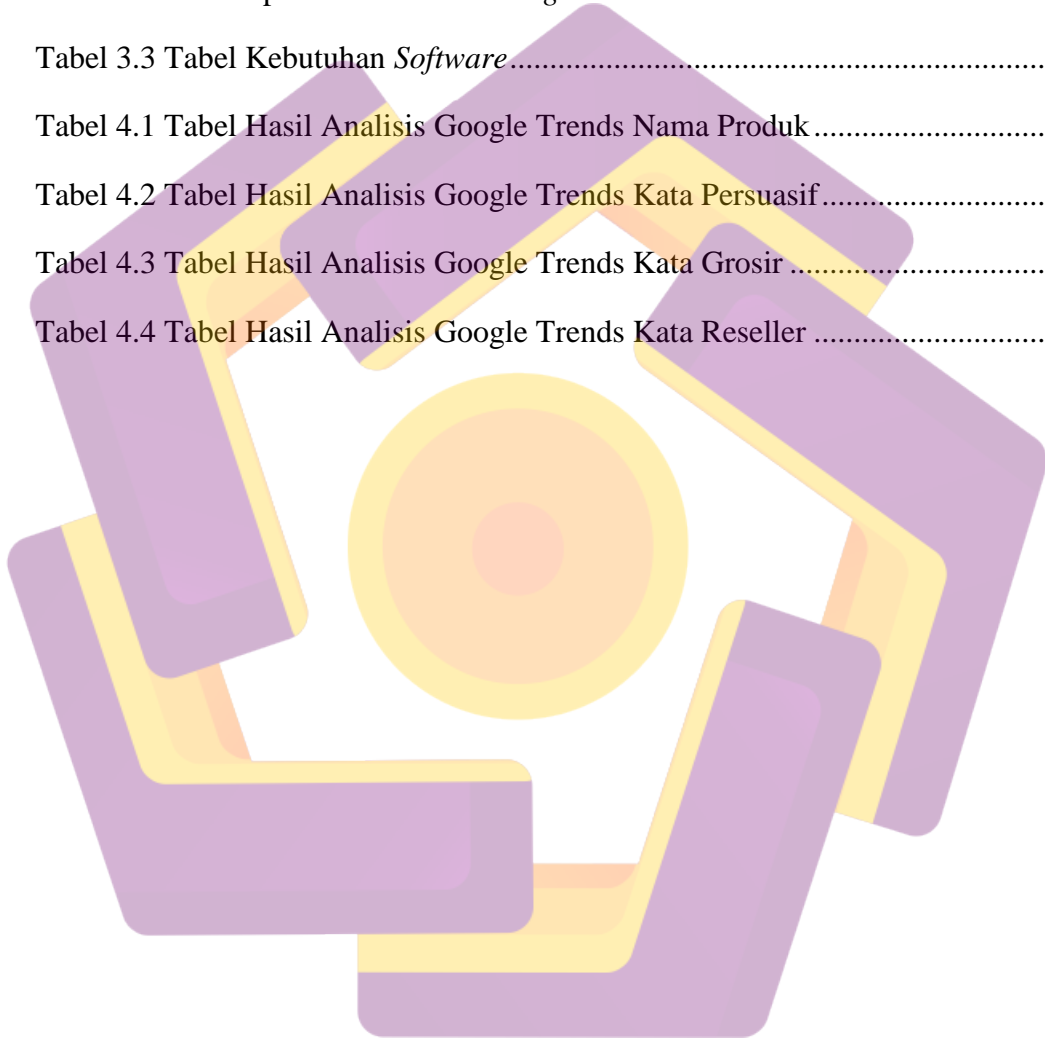 Tabel 3.3 Tabel Kebutuhan Software.....................................................................
Tabel 4.1 Tabel Hasil Analisis Google Trends Nama Produk..............................
Tabel 4.2 Tabel Hasil Analisis Google Trends Kata Persuasif.............................
Tabel 4.3 Tabel Hasil Analisis Google Trends Kata Grosir .................................
Tabel 4.4 Tabel Hasil Analisis Google Trends Kata Reseller ..............................